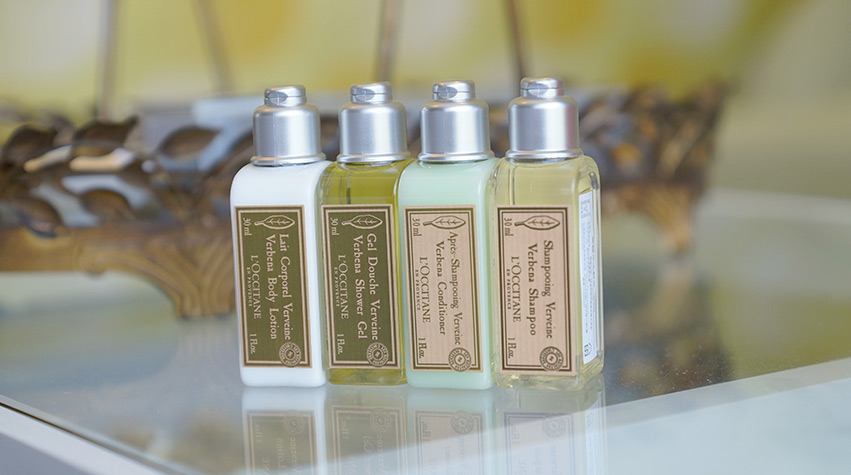 30 ml
Lait Corporel Verveine
Verbena Body Lotion
L'OCCITANE
EN PROVENCE
1 fl.oz.
30 ml
Gel Douche Verveine
Verbena Shower Gel
L'OCCITANE
EN PROVENCE
1 fl.oz.
30 ml
Après-Shampooing Verveine
Verbena Conditioner
L'OCCITANE
EN PROVENCE
1 fl.oz.
30 ml
Shampooing Verveine
Verbena Shampoo
L'OCCITANE
EN PROVENCE
1 fl.oz.